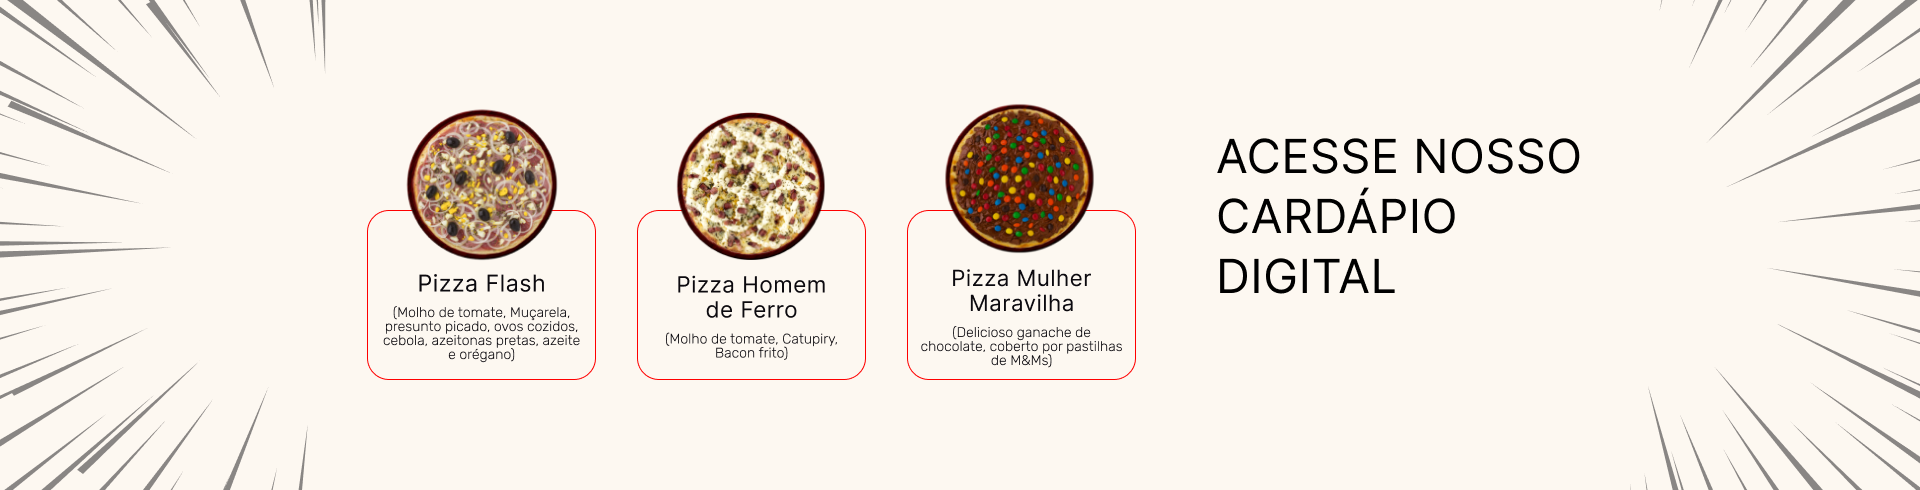 Pizza Flash
(Molho de tomate, Muçarela,
presunto picado, ovos cozidos,
cebola, azeitonas pretas, azeite
e orégano)
Pizza Homem
de Ferro
(Molho de tomate, Catupiry,
Bacon frito)
Pizza Mulher
Maravilha
(Delicioso ganache de
chocolate, coberto por pastilhas
de M&Ms)
ACESSE NOSSO
CARDÁPIO
DIGITAL